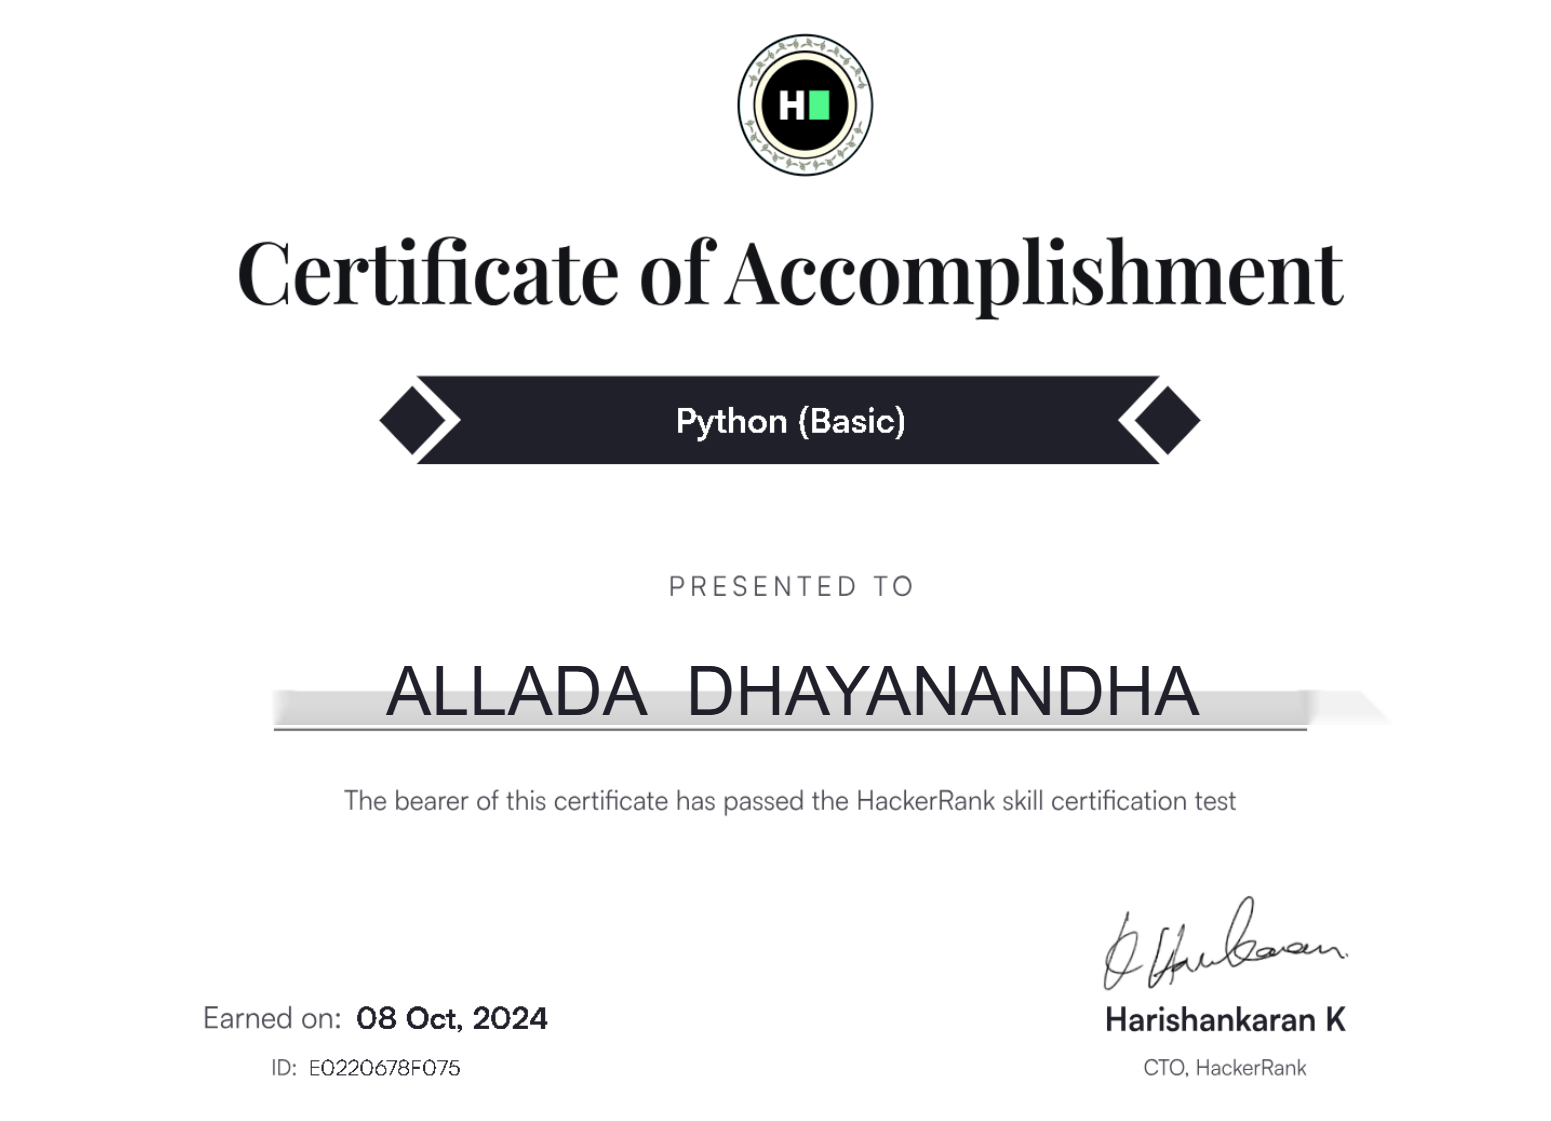 H
Certificate of Accomplishment
Python (Basic)
PRESENTED TO
ALLADA DHAYANANDHA
The bearer of this certificate has passed the HackerRank skill certification test
Earned on: 08 Oct, 2024
ID: E0220678F075
Harishankaran K
CTO, HackerRank